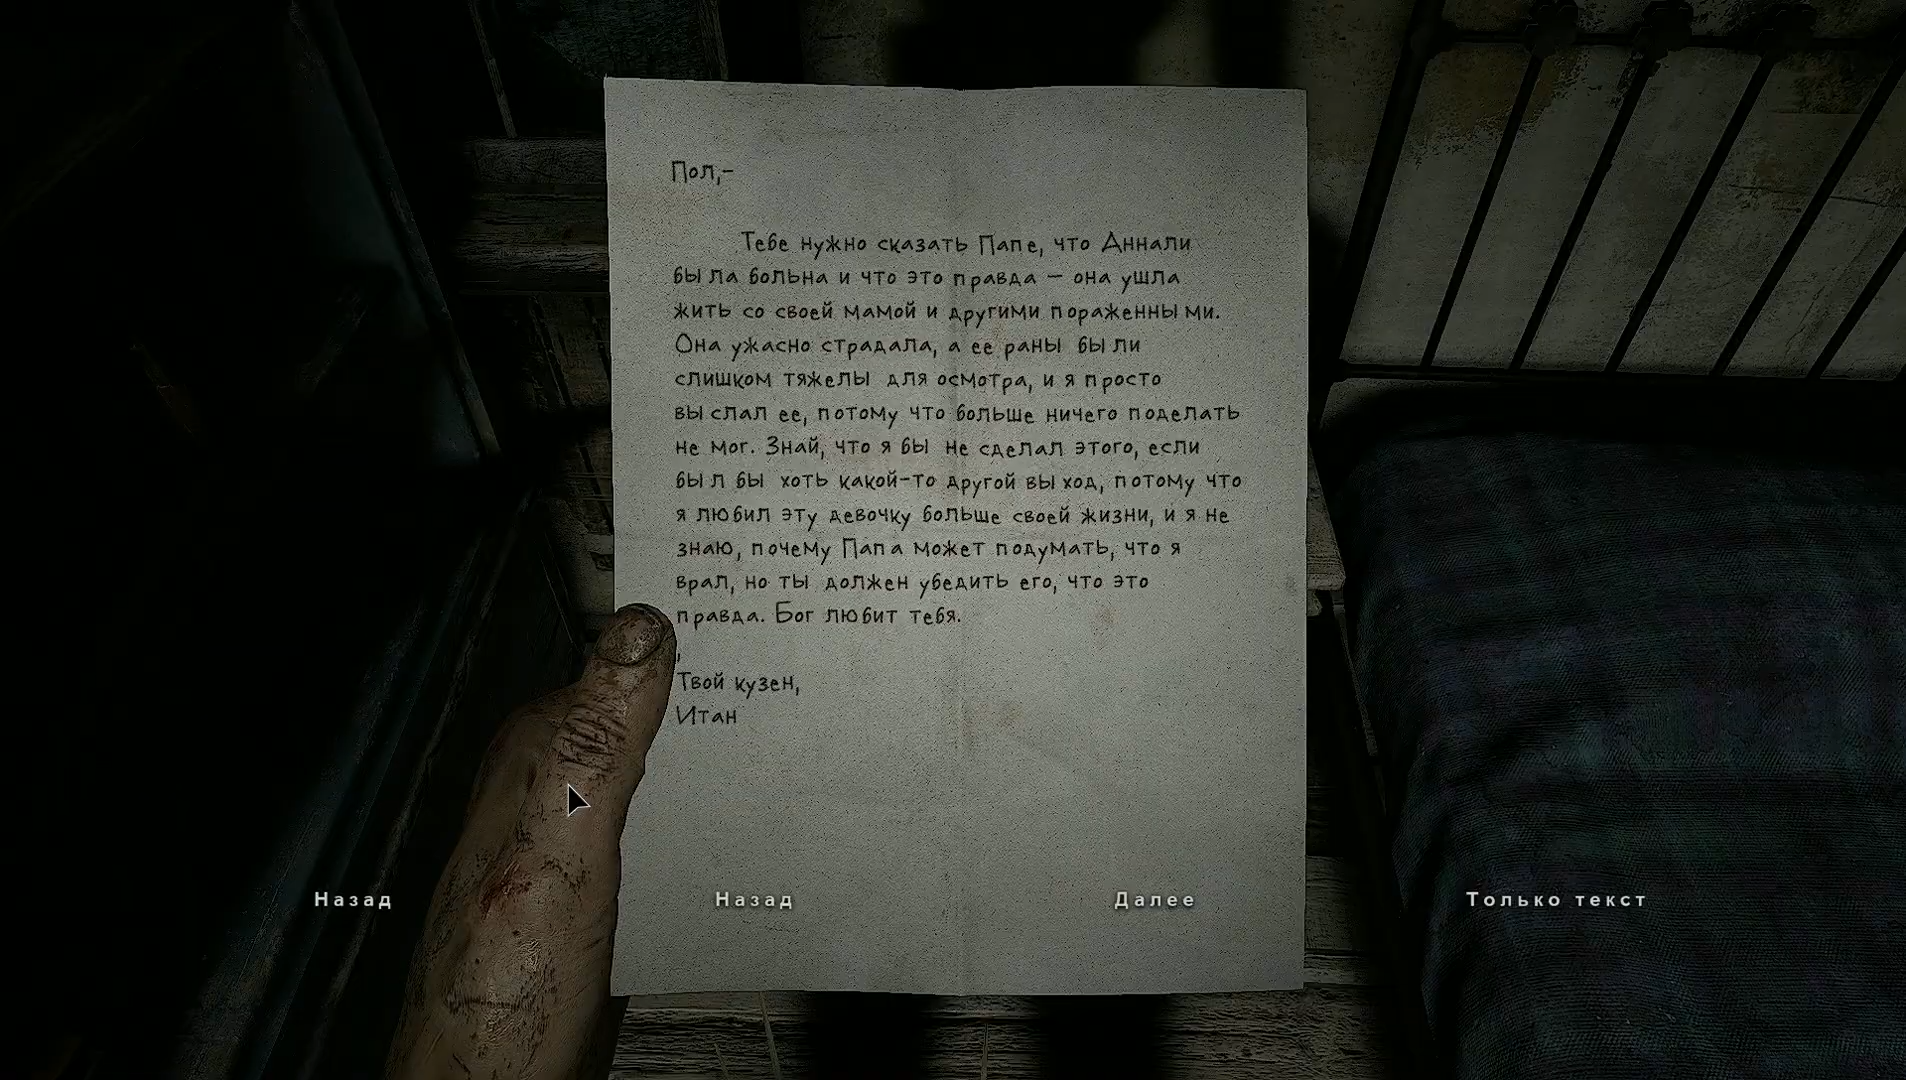 Пол,-
Тебе нужно сказать Папе, что Аннали
была больна и что это правда — она ушла
жить со своей мамой и другими пораженными.
Она ужасно страдала, а ее раны были
слишком тяжелы для осмотра, и я просто
выслал ее, потому что больше ничего поделать
не мог. Знай, что я бы не сделал этого, если
был бы хоть какой-то другой выход, потому что
я любил эту девочку больше своей жизни, и я не
знаю, почему Папа может подумать, что я
врал, но ты должен убедить его, что это
правда. Бог любит тебя.
,
Твой кузен,
Итан
Назад Назад Далее Только текст